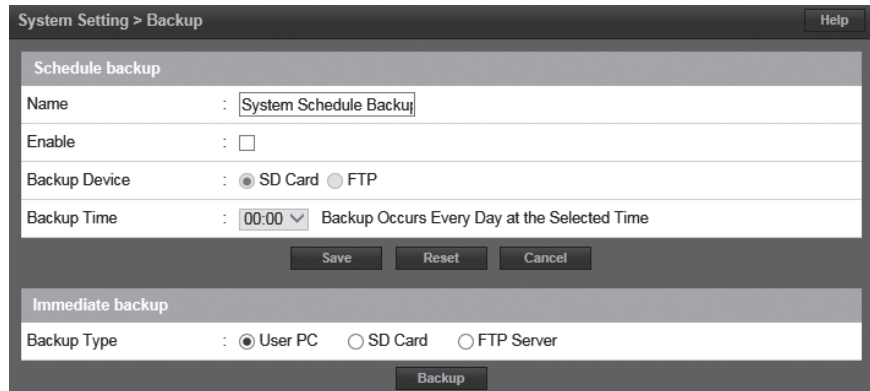 System Setting > Backup Help
Schedule backup
Name : System Schedule Backup
Enable :
Backup Device : SD Card FTP
Backup Time : 00:00 Backup Occurs Every Day at the Selected Time
Save Reset Cancel
Immediate backup
Backup Type : User PC SD Card FTP Server
Backup